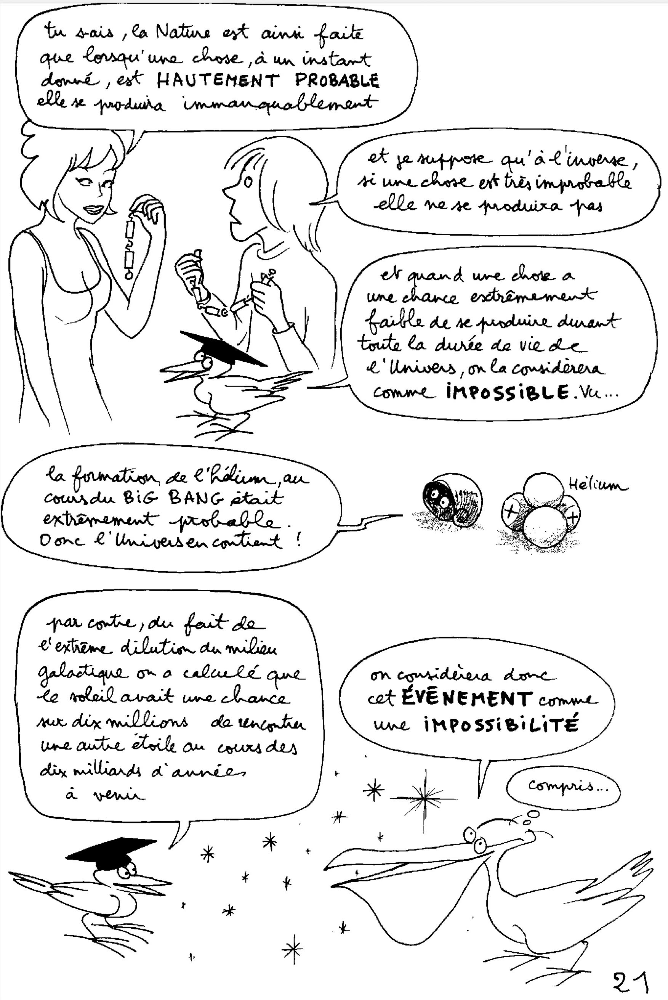 tu sais, la Nature est ainsi faite
que lorsqu'une chose, à un instant
donné, est HAUTEMENT PROBABLE
elle se produira immanquablement
et je suppose qu'à l'inverse,
si une chose est très improbable
elle ne se produira pas
et quand une chose a
une chance extrêmement
faible de se produire durant
toute la durée de vie de
l'Univers, on la considèrera
comme IMPOSSIBLE. Vu...
la formation, de l'hélium, au
cours du BIG BANG était
extrêmement probable.
Donc l'Univers en contient !
Hélium
par contre, du fait de
l'extrême dilution du milieu
galactique on a calculé que
le soleil avait une chance
sur dix millions de rencontrer
une autre étoile au cours des
dix milliards d'années
à venir
on considèrera donc
cet ÉVÈNEMENT comme
une IMPOSSIBILITÉ
compris...
21